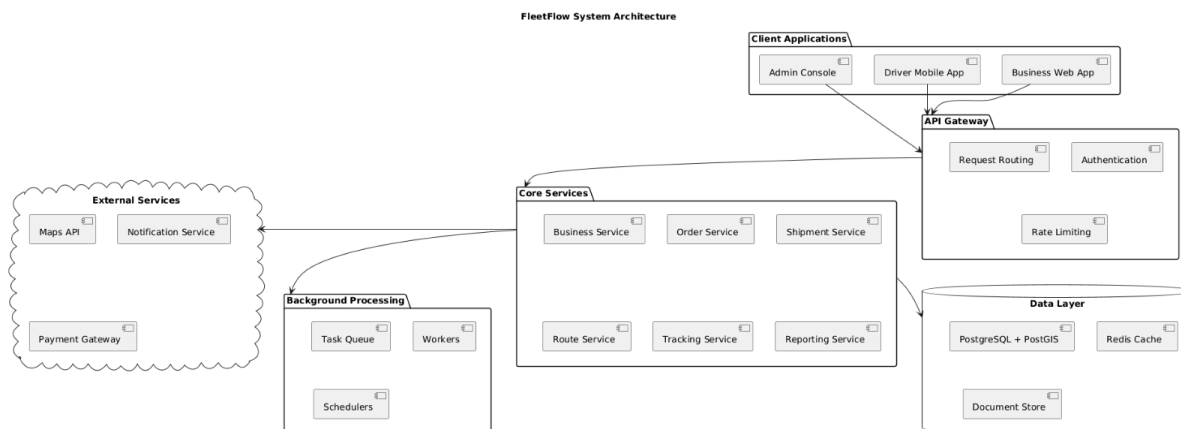 FleetFlow System Architecture
Client Applications
Admin Console
Driver Mobile App
Business Web App
API Gateway
Request Routing
Authentication
Rate Limiting
External Services
Maps API
Notification Service
Payment Gateway
Core Services
Business Service
Order Service
Shipment Service
Route Service
Tracking Service
Reporting Service
Background Processing
Task Queue
Workers
Schedulers
Data Layer
PostgreSQL + PostGIS
Redis Cache
Document Store